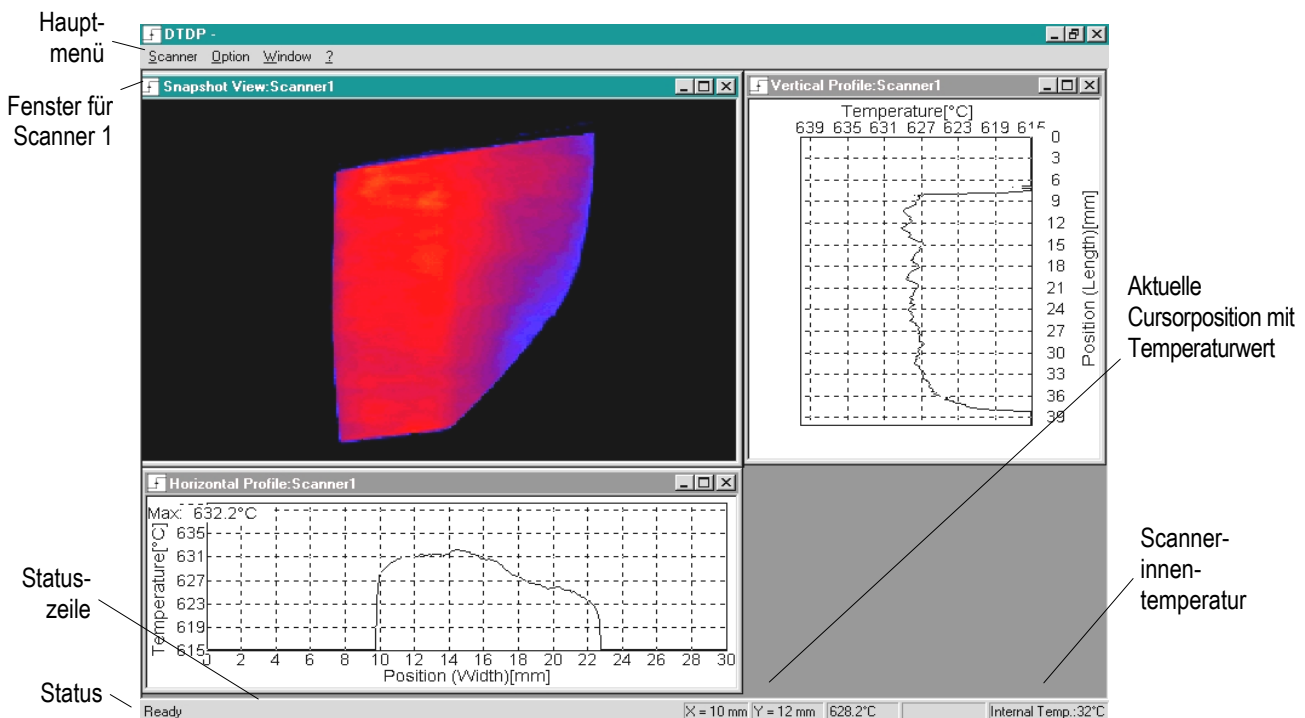 Haupt-
menü
Fenster für
Scanner 1
DTDP -
Scanner Option Window ?
Snapshot View:Scanner1
Vertical Profile:Scanner1
Temperature[°C]
639 635 631 627 623 619 615
0
3
6
9
12
15
18
21
24
27
30
33
36
39
Position (Length)[mm]
Aktuelle
Cursorposition mit
Temperaturwert
Horizontal Profile:Scanner1
Max: 632.2°C
Temperature[°C]
635
631
627
623
619
615
0 2 4 6 8 10 12 14 16 18 20 22 24 26 28 30
Position (Width)[mm]
Scanner-
innen-
temperatur
Status-
zeile
Status
Ready
X = 10 mm Y = 12 mm 628.2°C Internal Temp.:32°C